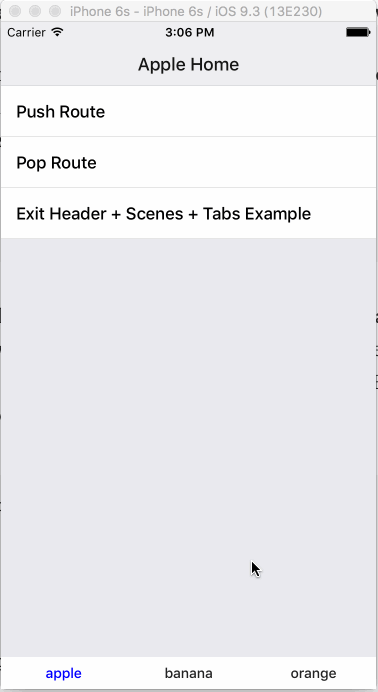 iPhone 6s - iPhone 6s / iOS 9.3 (13E230)
Carrier 3:06 PM
Apple Home
Push Route
Pop Route
Exit Header + Scenes + Tabs Example
apple banana orange